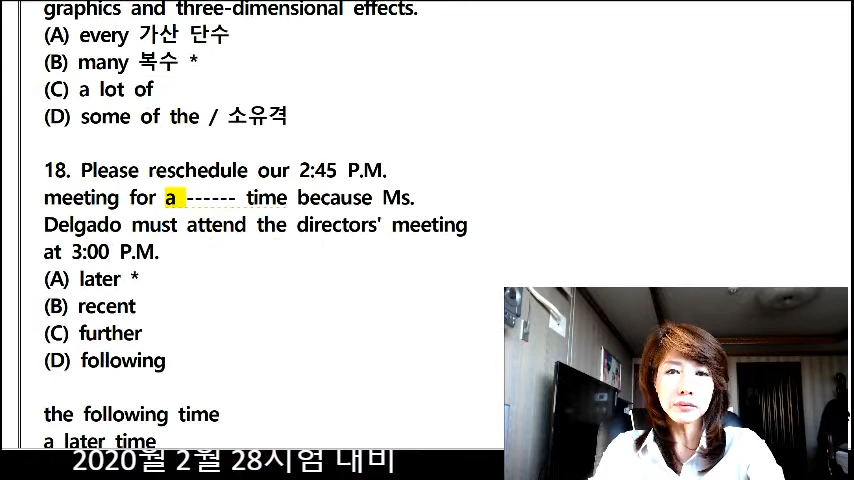 graphics and three-dimensional effects.
(A) every 가산 단수
(B) many 복수 *
(C) a lot of
(D) some of the / 소유격
18. Please reschedule our 2:45 P.M.
meeting for a ------ time because Ms.
Delgado must attend the directors' meeting
at 3:00 P.M.
(A) later *
(B) recent
(C) further
(D) following
the following time
a later time
2020월 2월 28시험 대비